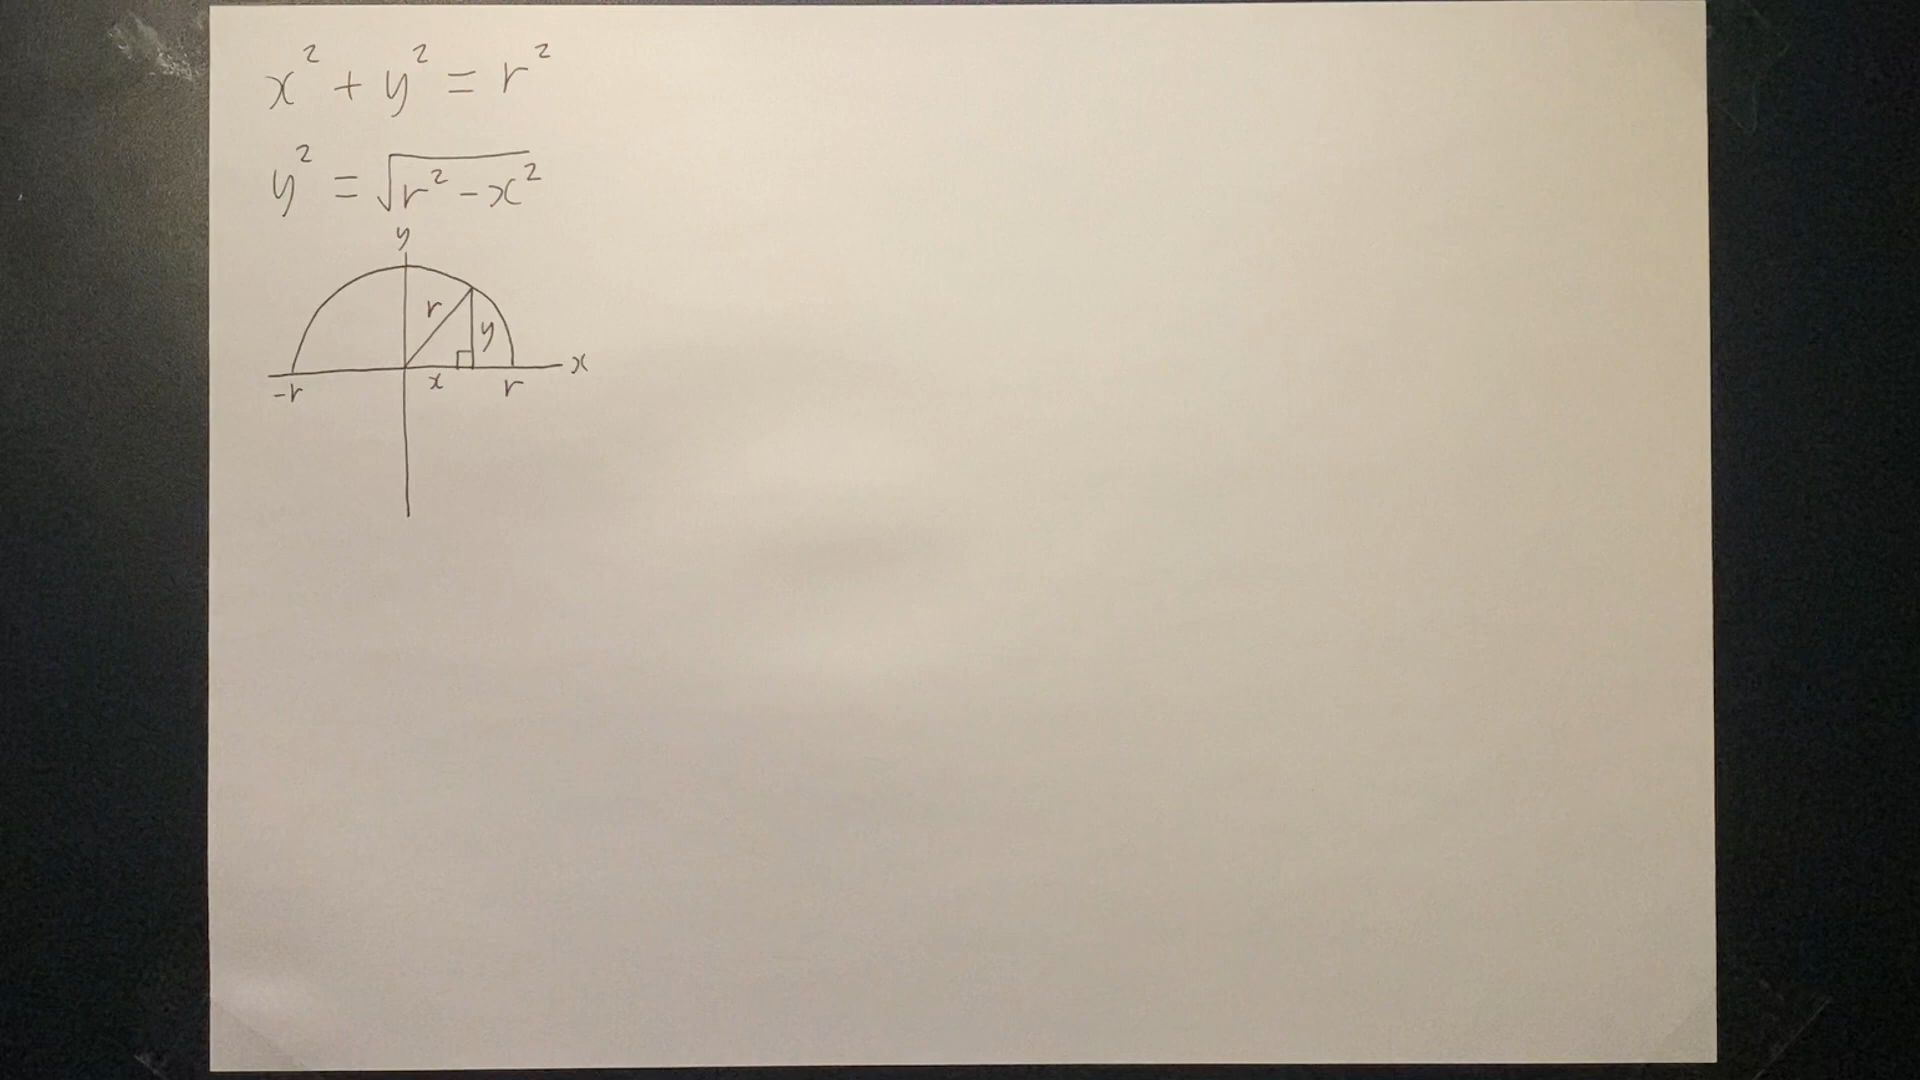 x² + y² = r²
y² = √(r² - x²)
y
r
y
x
-r
x
r